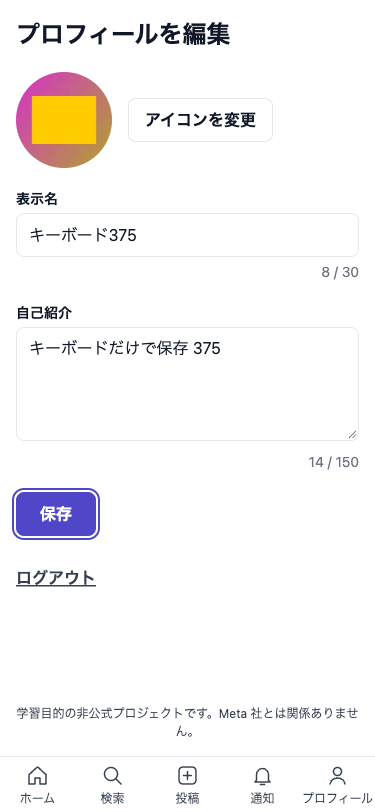 プロフィールを編集
アイコンを変更
表示名
キーボード375
8 / 30
自己紹介
キーボードだけで保存 375
14 / 150
保存
ログアウト
学習目的の非公式プロジェクトです。Meta 社とは関係ありませ
ん。
ホーム
検索
投稿
通知
プロフィール